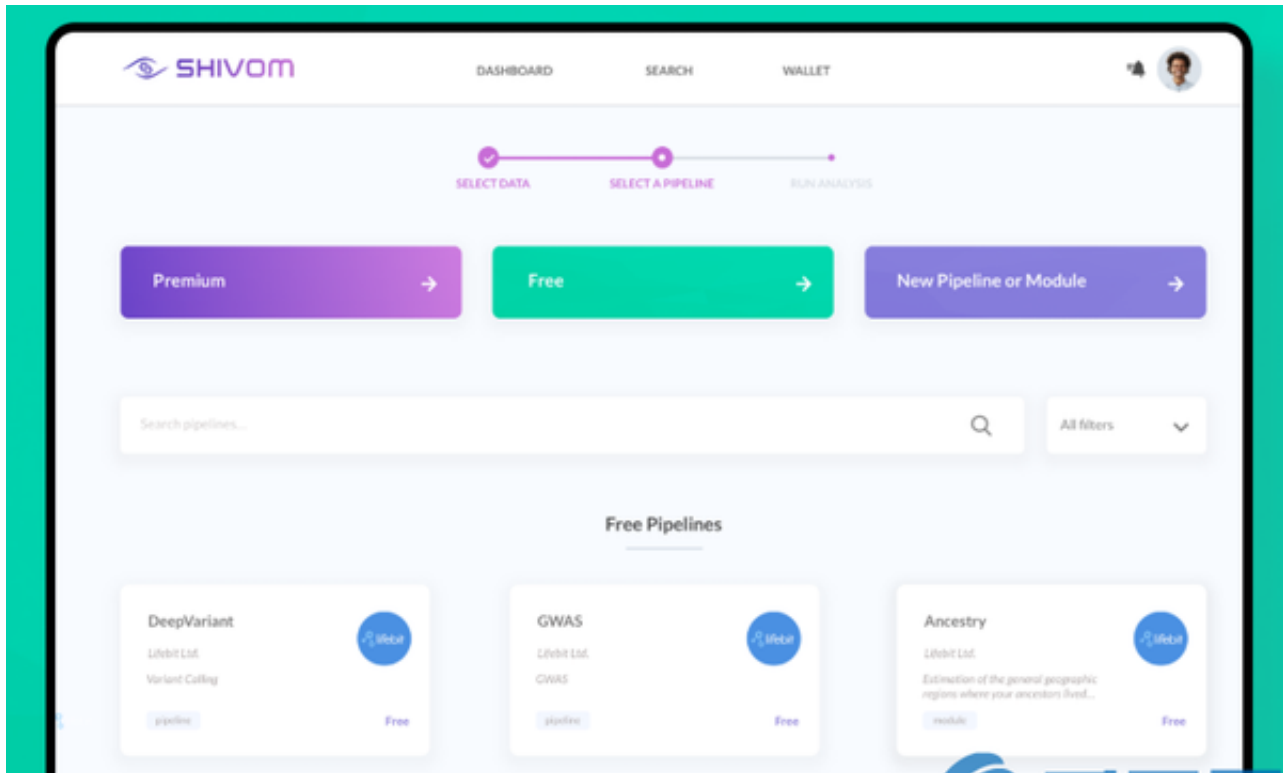 SHIVOM
DASHBOARD SEARCH WALLET
SELECT DATA SELECT A PIPELINE RUN ANALYSIS
Premium Free New Pipeline or Module
Search pipelines... All filters
Free Pipelines
DeepVariant
Lifebit Ltd.
Variant Calling
pipeline Free
lifebit
GWAS
Lifebit Ltd.
GWAS
pipeline Free
lifebit
Ancestry
Lifebit Ltd.
Estimation of the general geographic
regions where your ancestors lived...
module Free
lifebit